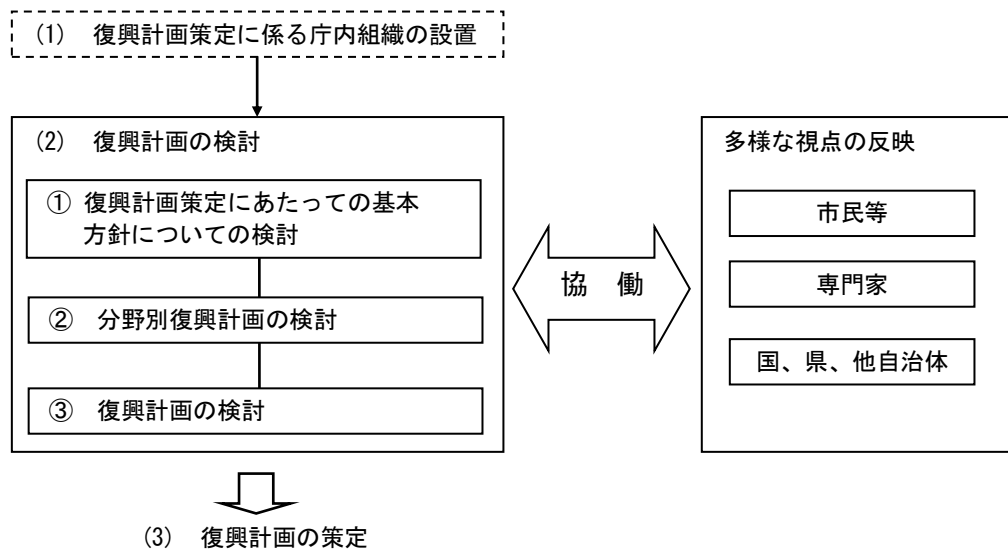 (1) 復興計画策定に係る庁内組織の設置
(2) 復興計画の検討
① 復興計画策定にあたっての基本
方針についての検討
② 分野別復興計画の検討
③ 復興計画の検討
協 働
多様な視点の反映
市民等
専門家
国、県、他自治体
(3) 復興計画の策定